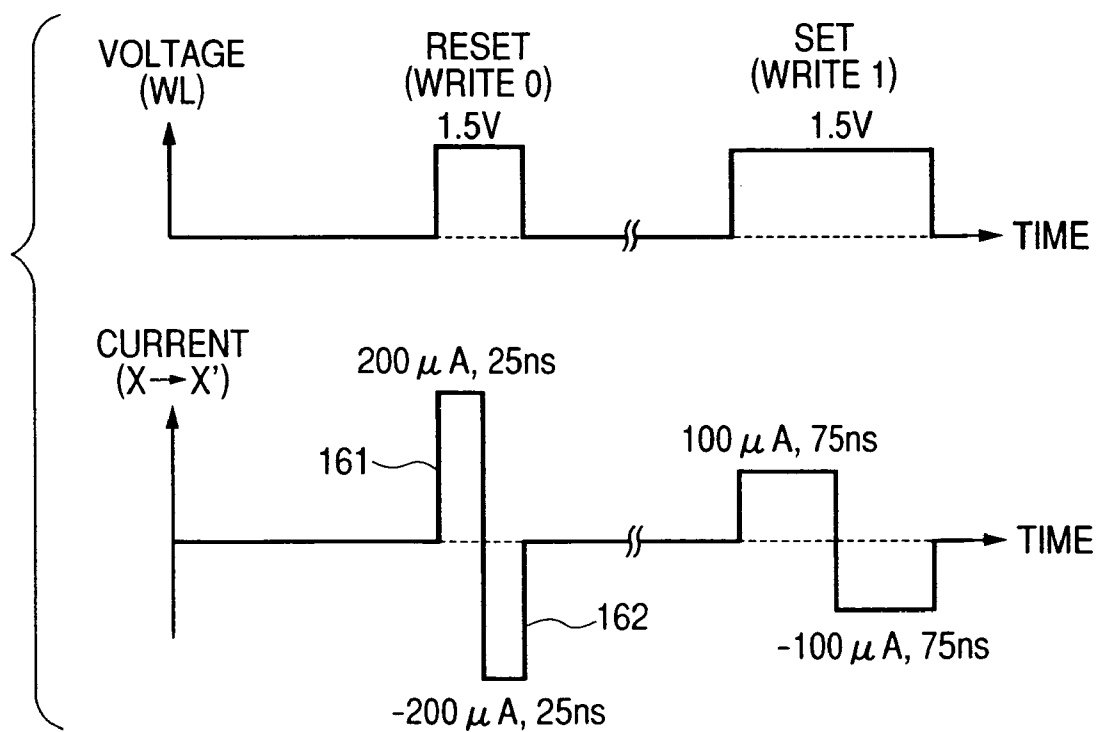 VOLTAGE
(WL)
RESET
(WRITE 0)
1.5V
SET
(WRITE 1)
1.5V
TIME
CURRENT
(X→X')
200 μ A, 25ns
161
100 μ A, 75ns
TIME
162
-100 μ A, 75ns
-200 μ A, 25ns